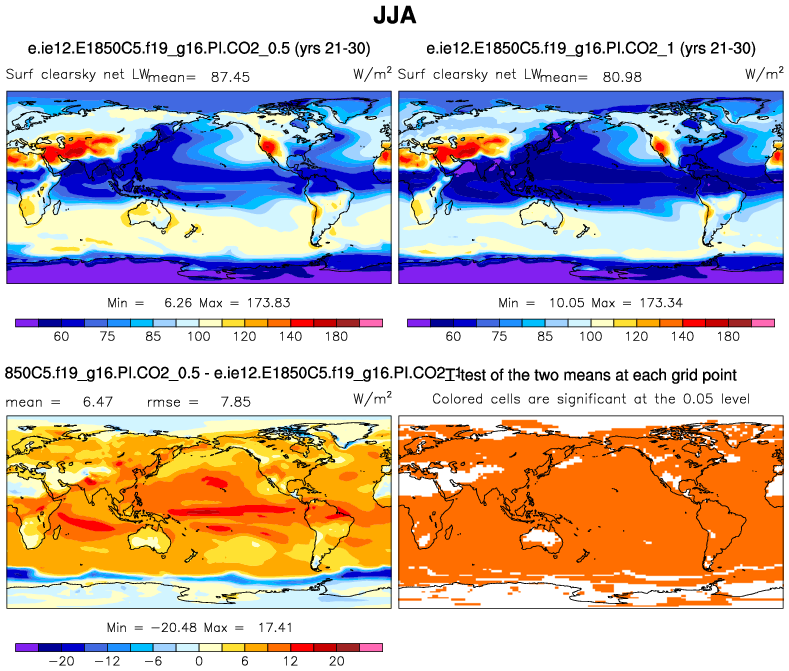 JJA
e.ie12.E1850C5.f19_g16.PI.CO2_0.5 (yrs 21-30)
e.ie12.E1850C5.f19_g16.PI.CO2_1 (yrs 21-30)
Surf clearsky net LW mean= 87.45 W/m2
Surf clearsky net LW mean= 80.98 W/m2
Min = 6.26 Max = 173.83
Min = 10.05 Max = 173.34
60 75 85 100 120 140 180
60 75 85 100 120 140 180
850C5.f19_g16.PI.CO2_0.5 - e.ie12.E1850C5.f19_g16.PI.CO2_1
T-test of the two means at each grid point
mean = 6.47 rmse = 7.85 W/m2
Colored cells are significant at the 0.05 level
Min = -20.48 Max = 17.41
-20 -12 -6 0 6 12 20